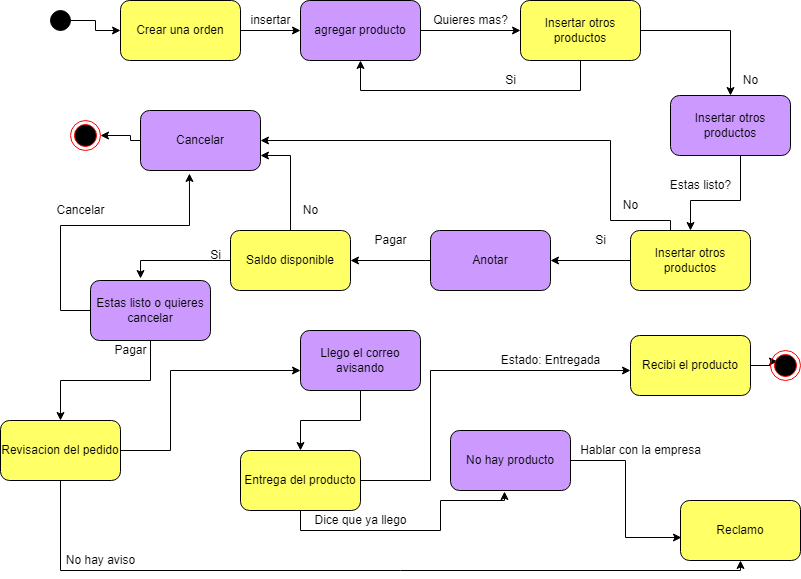 Crear una orden
insertar
agregar producto
Quieres mas?
Insertar otros
productos
Si
No
Insertar otros
productos
Cancelar
Estas listo?
No
Cancelar
No
Si
Saldo disponible
Pagar
Anotar
Si
Insertar otros
productos
Estas listo o quieres
cancelar
Pagar
Llego el correo
avisando
Estado: Entregada
Recibi el producto
Revisacion del pedido
Entrega del producto
No hay producto
Hablar con la empresa
Dice que ya llego
Reclamo
No hay aviso